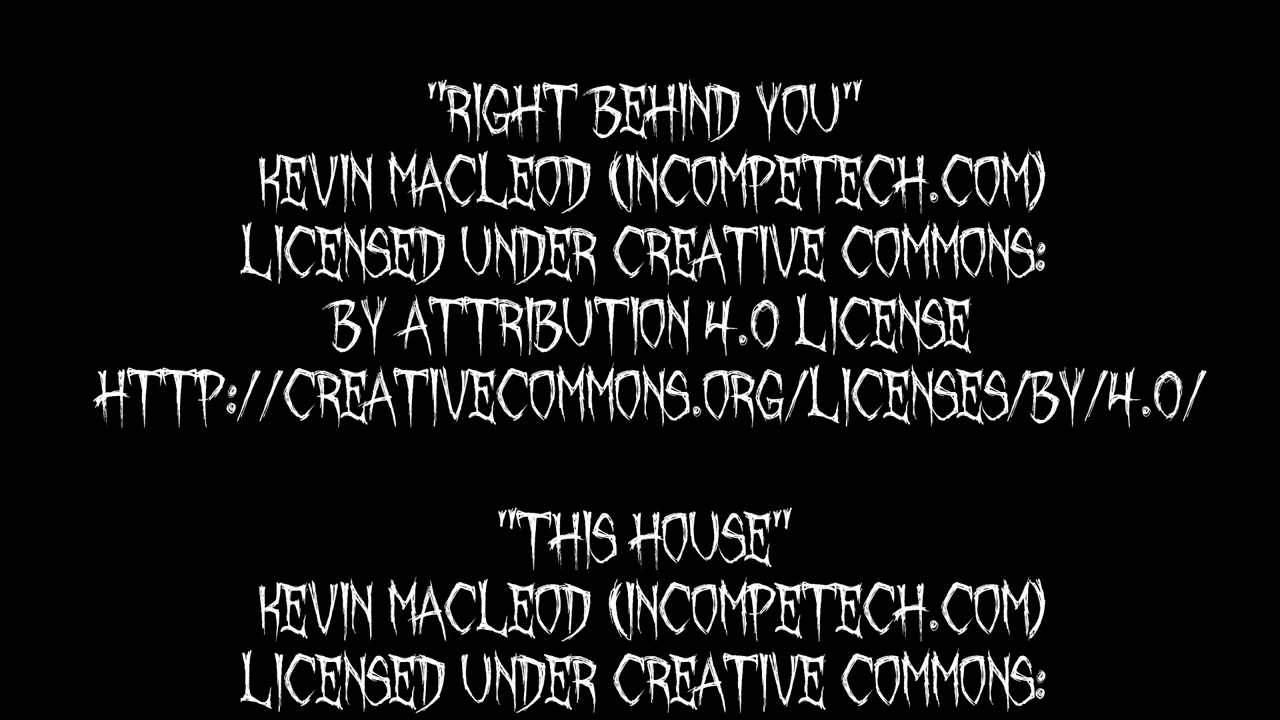 "RIGHT BEHIND YOU"
KEVIN MACLEOD (INCOMPETECH.COM)
LICENSED UNDER CREATIVE COMMONS:
BY ATTRIBUTION 4.0 LICENSE
HTTP://CREATIVECOMMONS.ORG/LICENSES/BY/4.0/
"THIS HOUSE"
KEVIN MACLEOD (INCOMPETECH.COM)
LICENSED UNDER CREATIVE COMMONS: